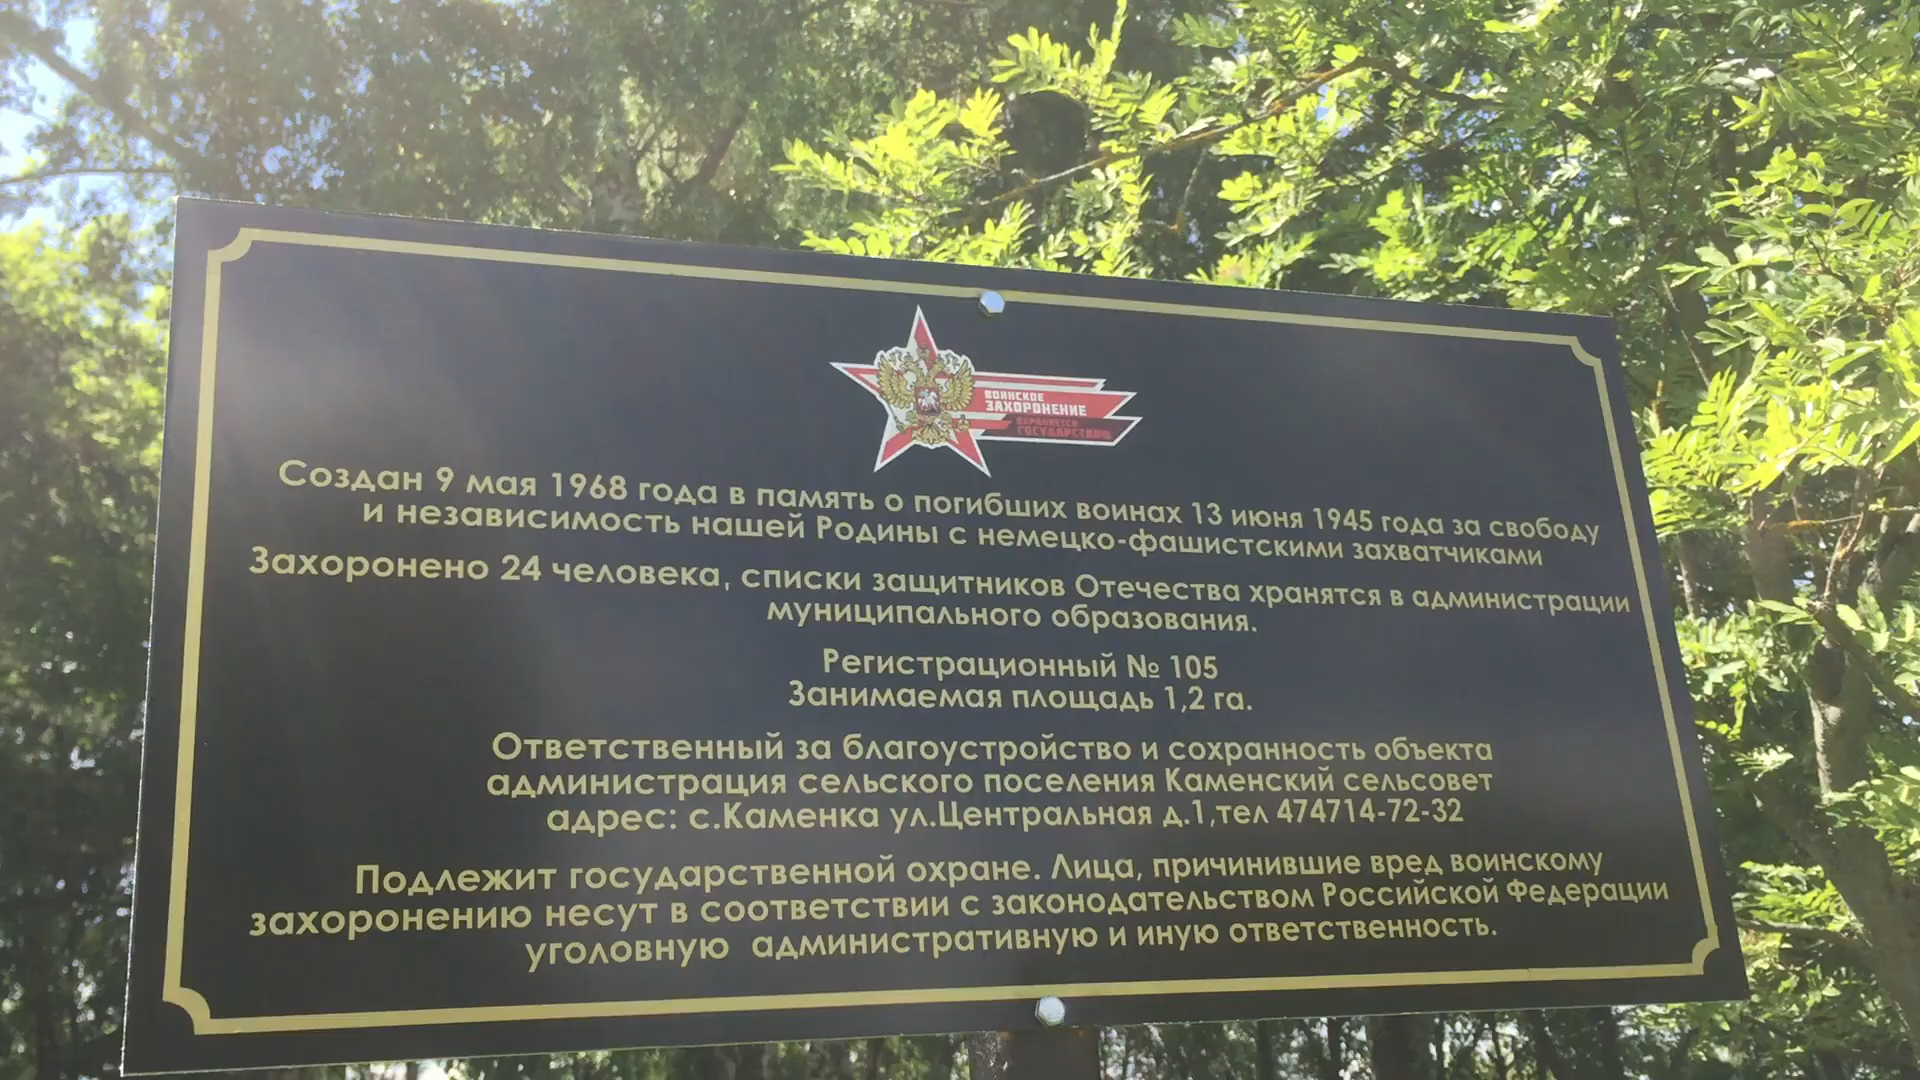 ВОИНСКОЕ
ЗАХОРОНЕНИЕ
ОХРАНЯЕТСЯ
ГОСУДАРСТВОМ
Создан 9 мая 1968 года в память о погибших воинах 13 июня 1945 года за свободу
и независимость нашей Родины с немецко-фашистскими захватчиками
Захоронено 24 человека, списки защитников Отечества хранятся в администрации
муниципального образования.
Регистрационный № 105
Занимаемая площадь 1,2 га.
Ответственный за благоустройство и сохранность объекта
администрация сельского поселения Каменский сельсовет
адрес: с.Каменка ул.Центральная д.1,тел 474714-72-32
Подлежит государственной охране. Лица, причинившие вред воинскому
захоронению несут в соответствии с законодательством Российской Федерации
уголовную административную и иную ответственность.